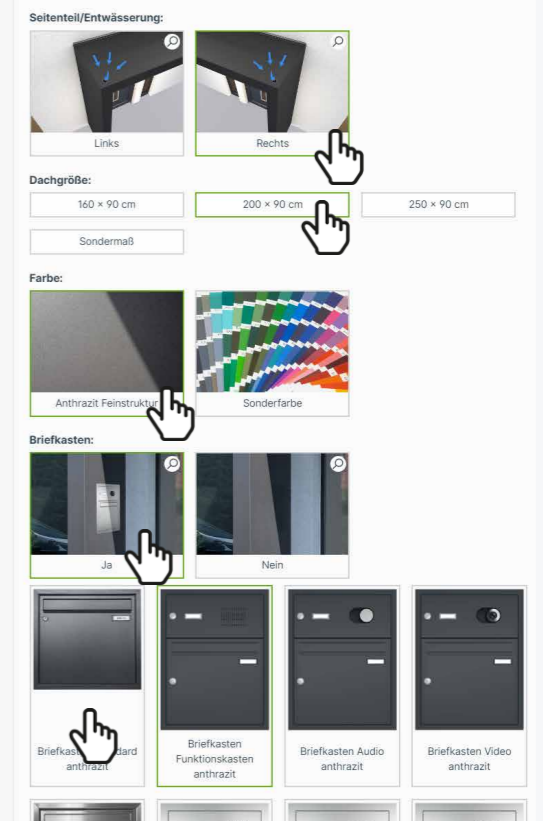 Seitenteil/Entwässerung:
Links
Rechts
Dachgröße:
160 × 90 cm
200 × 90 cm
250 × 90 cm
Sondermaß
Farbe:
Anthrazit Feinstruktur
Sonderfarbe
Briefkasten:
Ja
Nein
anthrazit
Briefkasten
Funktionskasten
anthrazit
Briefkasten Audio
anthrazit
Briefkasten Video
anthrazit